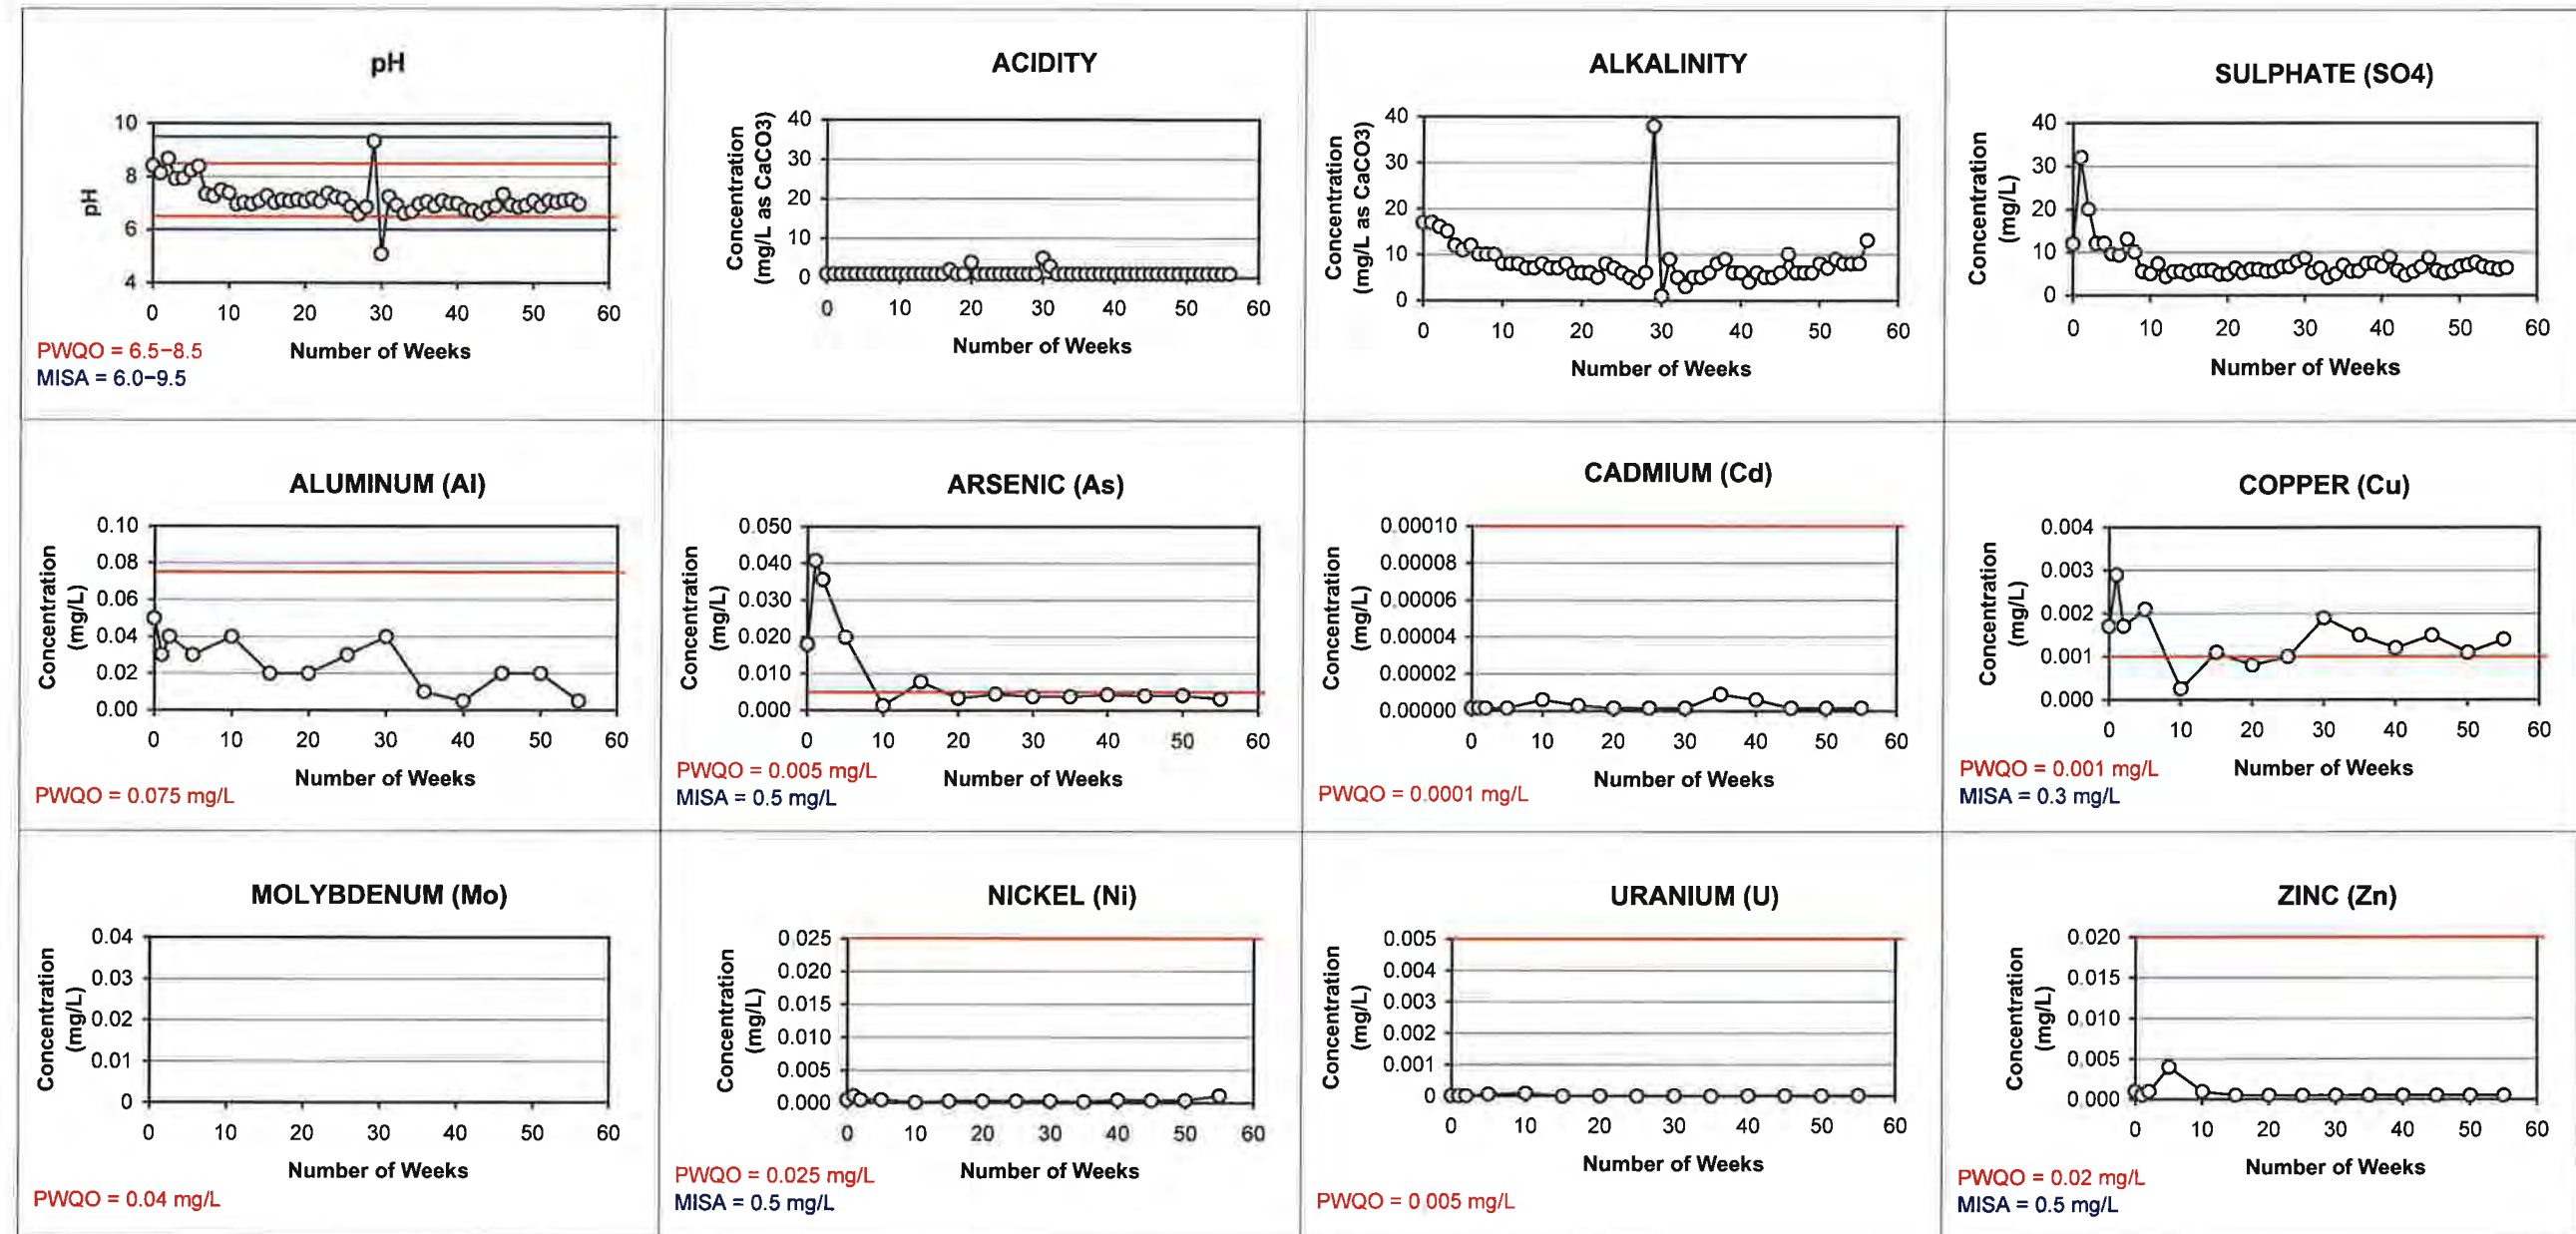 pH
pH
10
8
6
4
0 10 20 30 40 50 60
Number of Weeks
PWQO = 6.5–8.5
MISA = 6.0–9.5
ACIDITY
Concentration
(mg/L as CaCO3)
40
30
20
10
0
0 10 20 30 40 50 60
Number of Weeks
ALKALINITY
Concentration
(mg/L as CaCO3)
40
30
20
10
0
0 10 20 30 40 50 60
Number of Weeks
SULPHATE (SO4)
Concentration
(mg/L)
40
30
20
10
0
0 10 20 30 40 50 60
Number of Weeks
ALUMINUM (Al)
Concentration
(mg/L)
0.10
0.08
0.06
0.04
0.02
0.00
0 10 20 30 40 50 60
Number of Weeks
PWQO = 0.075 mg/L
ARSENIC (As)
Concentration
(mg/L)
0.050
0.040
0.030
0.020
0.010
0.000
0 10 20 30 40 50 60
Number of Weeks
PWQO = 0.005 mg/L
MISA = 0.5 mg/L
CADMIUM (Cd)
Concentration
(mg/L)
0.00010
0.00008
0.00006
0.00004
0.00002
0.00000
0 10 20 30 40 50 60
Number of Weeks
PWQO = 0.0001 mg/L
COPPER (Cu)
Concentration
(mg/L)
0.004
0.003
0.002
0.001
0.000
0 10 20 30 40 50 60
Number of Weeks
PWQO = 0.001 mg/L
MISA = 0.3 mg/L
MOLYBDENUM (Mo)
Concentration
(mg/L)
0.04
0.03
0.02
0.01
0
0 10 20 30 40 50 60
Number of Weeks
PWQO = 0.04 mg/L
NICKEL (Ni)
Concentration
(mg/L)
0.025
0.020
0.015
0.010
0.005
0.000
0 10 20 30 40 50 60
Number of Weeks
PWQO = 0.025 mg/L
MISA = 0.5 mg/L
URANIUM (U)
Concentration
(mg/L)
0.005
0.004
0.003
0.002
0.001
0
0 10 20 30 40 50 60
Number of Weeks
PWQO = 0 005 mg/L
ZINC (Zn)
Concentration
(mg/L)
0.020
0.015
0.010
0.005
0.000
0 10 20 30 40 50 60
Number of Weeks
PWQO = 0.02 mg/L
MISA = 0.5 mg/L